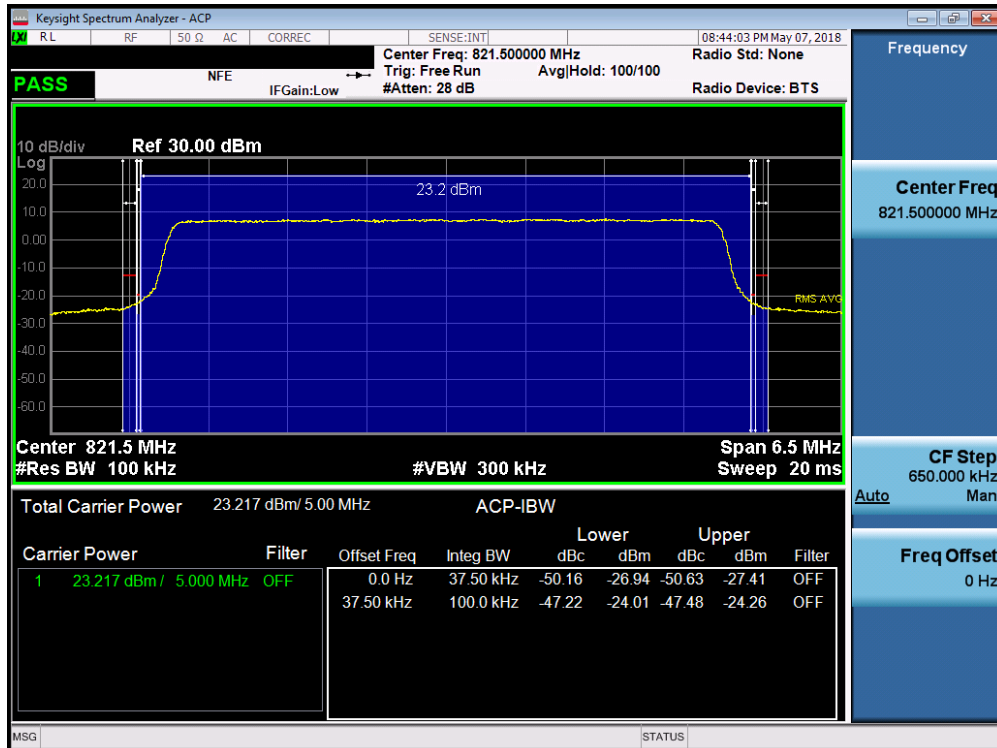 Keysight Spectrum Analyzer - ACP
LXI RL RF 50 Ω AC CORREC SENSE:INT 08:44:03 PM May 07, 2018
Center Freq: 821.500000 MHz Radio Std: None
PASS NFE Trig: Free Run Avg|Hold: 100/100
IFGain:Low #Atten: 28 dB Radio Device: BTS
10 dB/div Ref 30.00 dBm
Log
20.0
23.2 dBm
10.0
0.00
-10.0
-20.0
RMS AVG
-30.0
-40.0
-50.0
-60.0
Center 821.5 MHz Span 6.5 MHz
#Res BW 100 kHz #VBW 300 kHz Sweep 20 ms
Total Carrier Power 23.217 dBm/ 5.00 MHz ACP-IBW
Lower Upper
Carrier Power Filter Offset Freq Integ BW dBc dBm dBc dBm Filter
1 23.217 dBm / 5.000 MHz OFF 0.0 Hz 37.50 kHz -50.16 -26.94 -50.63 -27.41 OFF
37.50 kHz 100.0 kHz -47.22 -24.01 -47.48 -24.26 OFF
MSG STATUS
Frequency
Center Freq
821.500000 MHz
CF Step
650.000 kHz
Auto Man
Freq Offset
0 Hz